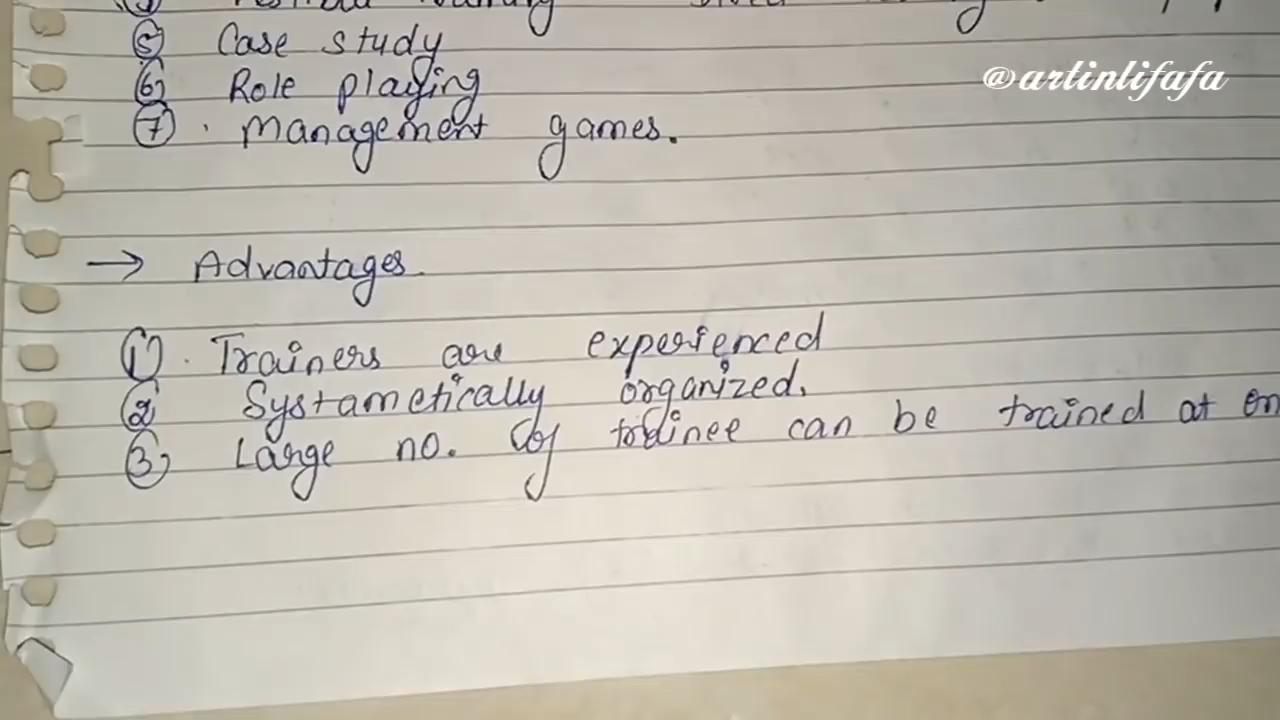 ⑤ Case study
@artinlifafa
⑥ Role playing
⑦. Management games.
→ Advantages.
①. Trainers are experienced
② Systametically organized.
③ Large no. of trainee can be trained at